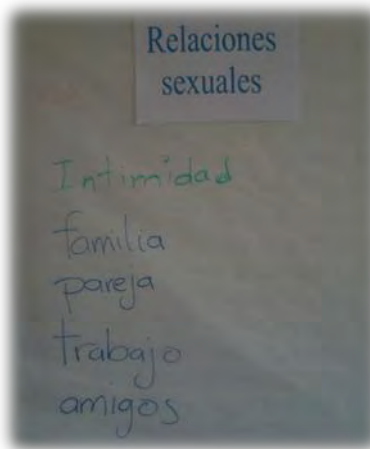 Relaciones
sexuales
Intimidad
familia
pareja
trabajo
amigos